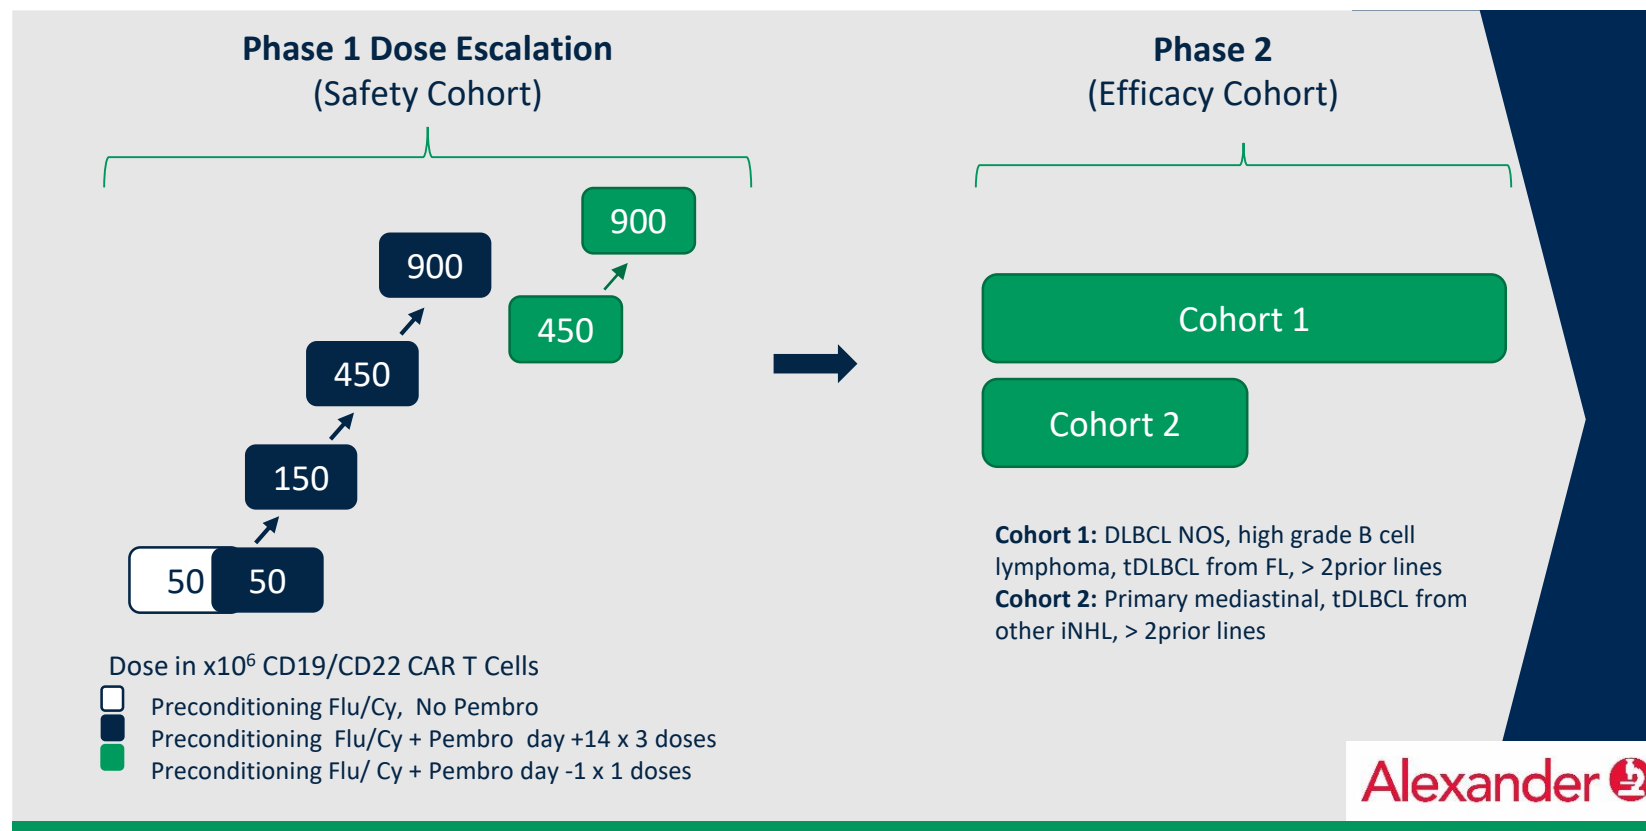 Phase 1 Dose Escalation
(Safety Cohort)
900
450
150
50
50
900
450
Dose in x10⁶ CD19/CD22 CAR T Cells
Preconditioning Flu/Cy, No Pembro
Preconditioning Flu/Cy + Pembro day +14 x 3 doses
Preconditioning Flu/ Cy + Pembro day -1 x 1 doses
Phase 2
(Efficacy Cohort)
Cohort 1
Cohort 2
Cohort 1: DLBCL NOS, high grade B cell
lymphoma, tDLBCL from FL, > 2prior lines
Cohort 2: Primary mediastinal, tDLBCL from
other iNHL, > 2prior lines
Alexander